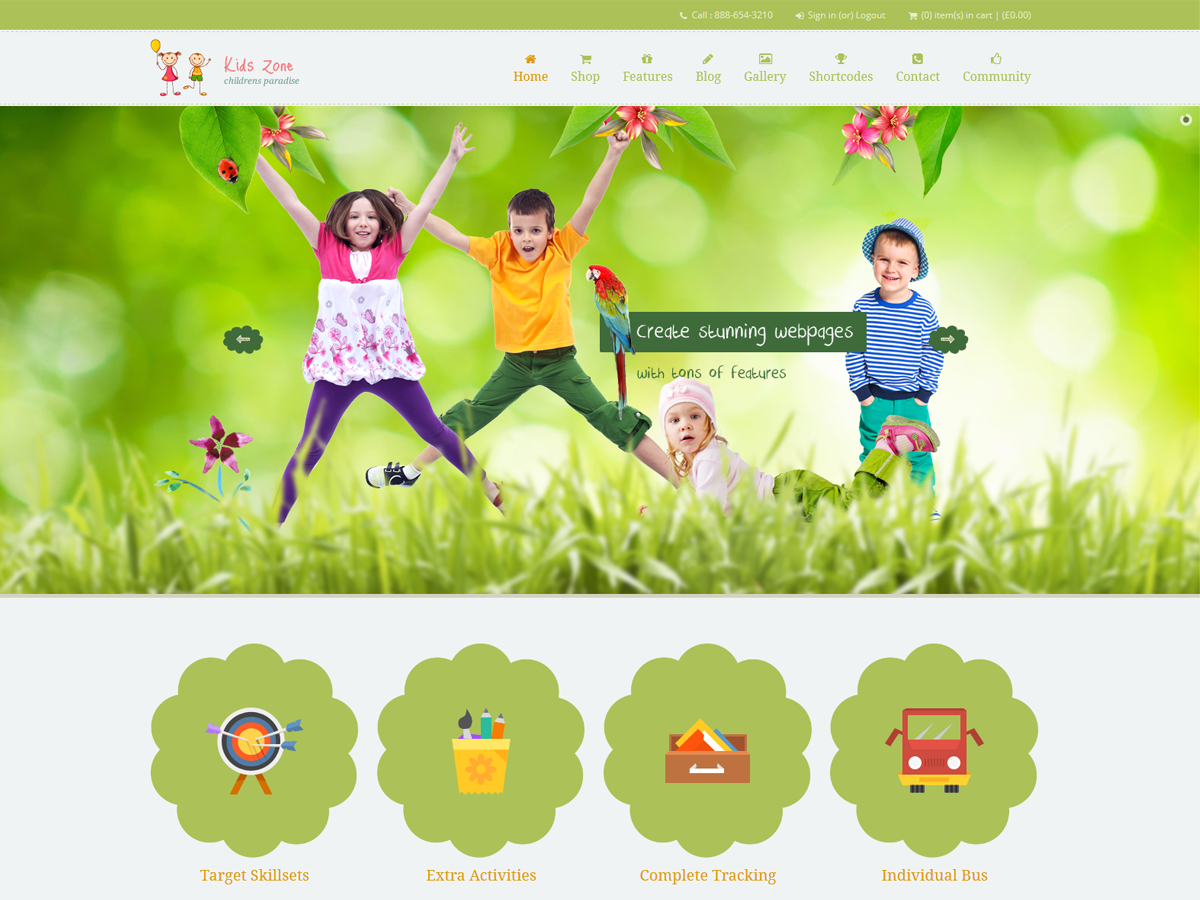 Call : 888-654-3210
Sign in (or) Logout
(0) item(s) in cart | (£0.00)
Kids Zone
childrens paradise
Home
Shop
Features
Blog
Gallery
Shortcodes
Contact
Community
Create stunning webpages
with tons of features
Target Skillsets
Extra Activities
Complete Tracking
Individual Bus